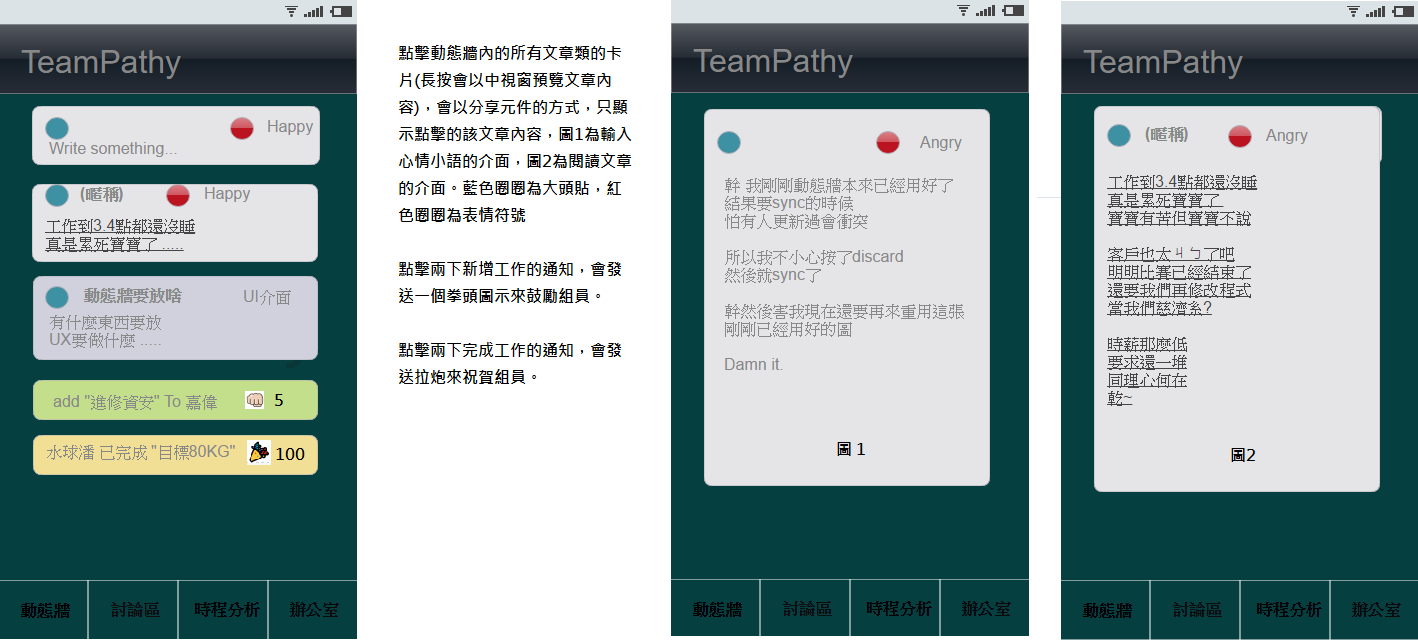 TeamPathy
Happy
Write something...
(暱稱) Happy
工作到3.4點都還沒睡
真是累死寶寶了 .....
動態牆要放啥 UI介面
有什麼東西要放
UX要做什麼 .....
add "進修資安" To 嘉偉 5
水球潘 已完成 "目標80KG" 100
動態牆 討論區 時程分析 辦公室
點擊動態牆內的所有文章類的卡
片(長按會以中視窗預覽文章內
容)，會以分享元件的方式，只顯
示點擊的該文章內容，圖1為輸入
心情小語的介面，圖2為閱讀文章
的介面。藍色圈圈為大頭貼，紅
色圈圈為表情符號
點擊兩下新增工作的通知，會發
送一個拳頭圖示來鼓勵組員。
點擊兩下完成工作的通知，會發
送拉炮來祝賀組員。
TeamPathy
Angry
幹 我剛剛動態牆本來已經用好了
結果要sync的時候
怕有人更新過會衝突
所以我不小心按了discard
然後就sync了
幹然後害我現在還要再來重用這張
剛剛已經用好的圖
Damn it.
圖 1
動態牆 討論區 時程分析 辦公室
TeamPathy
(暱稱) Angry
工作到3.4點都還沒睡
真是累死寶寶了
寶寶有苦但寶寶不說
客戶也太ㄐㄅ了吧
明明比賽已經結束了
還要我們再修改程式
當我們慈濟系?
時薪那麼低
要求還一堆
同理心何在
乾~
圖2
動態牆 討論區 時程分析 辦公室